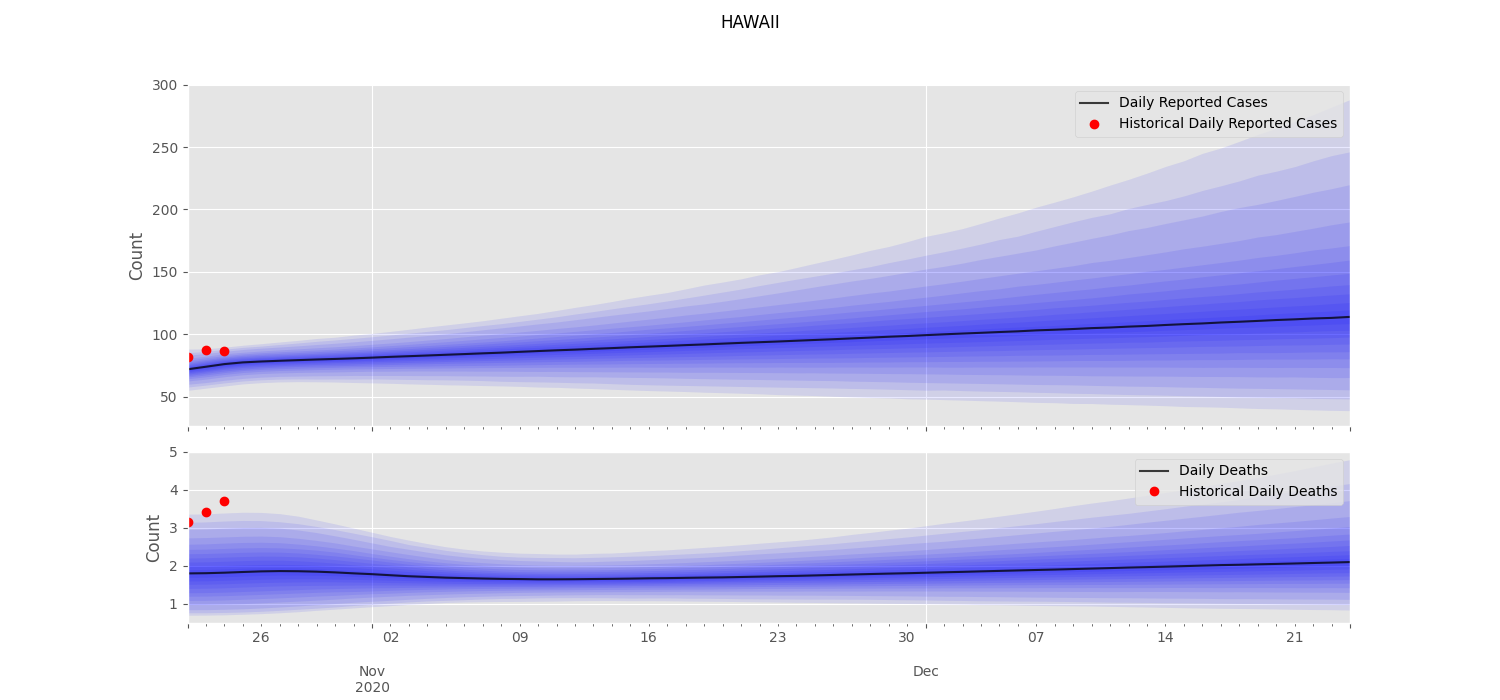 HAWAII
300
250
200
150
100
50
Count
Daily Reported Cases
Historical Daily Reported Cases
5
4
3
2
1
Count
Daily Deaths
Historical Daily Deaths
26 02 09 16 23 30 07 14 21
Nov Dec
2020